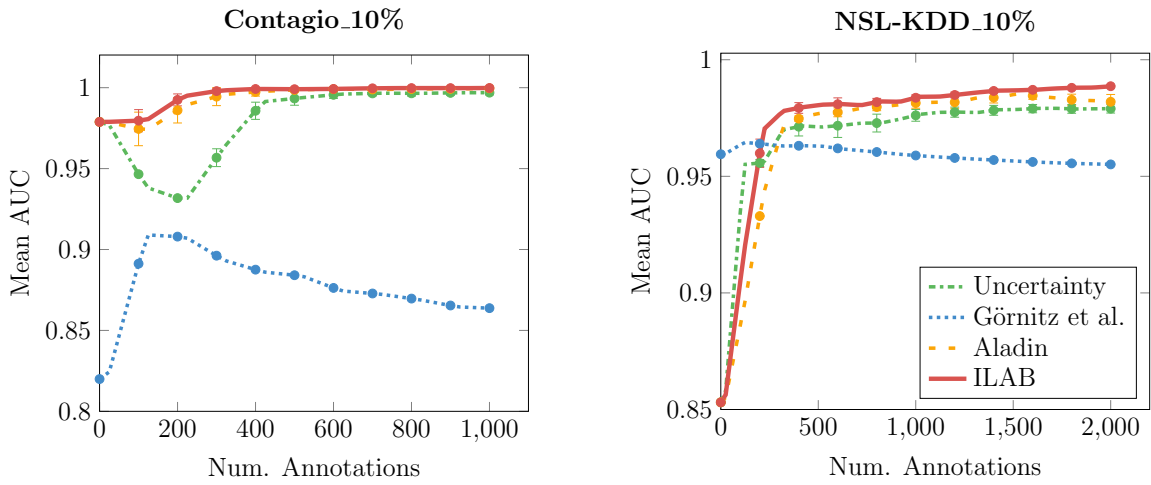 Contagio_10%
Mean AUC
1
0.95
0.9
0.85
0.8
0 200 400 600 800 1,000
Num. Annotations
NSL-KDD_10%
Mean AUC
1
0.95
0.9
0.85
0 500 1,000 1,500 2,000
Num. Annotations
Uncertainty
Görnitz et al.
Aladin
ILAB